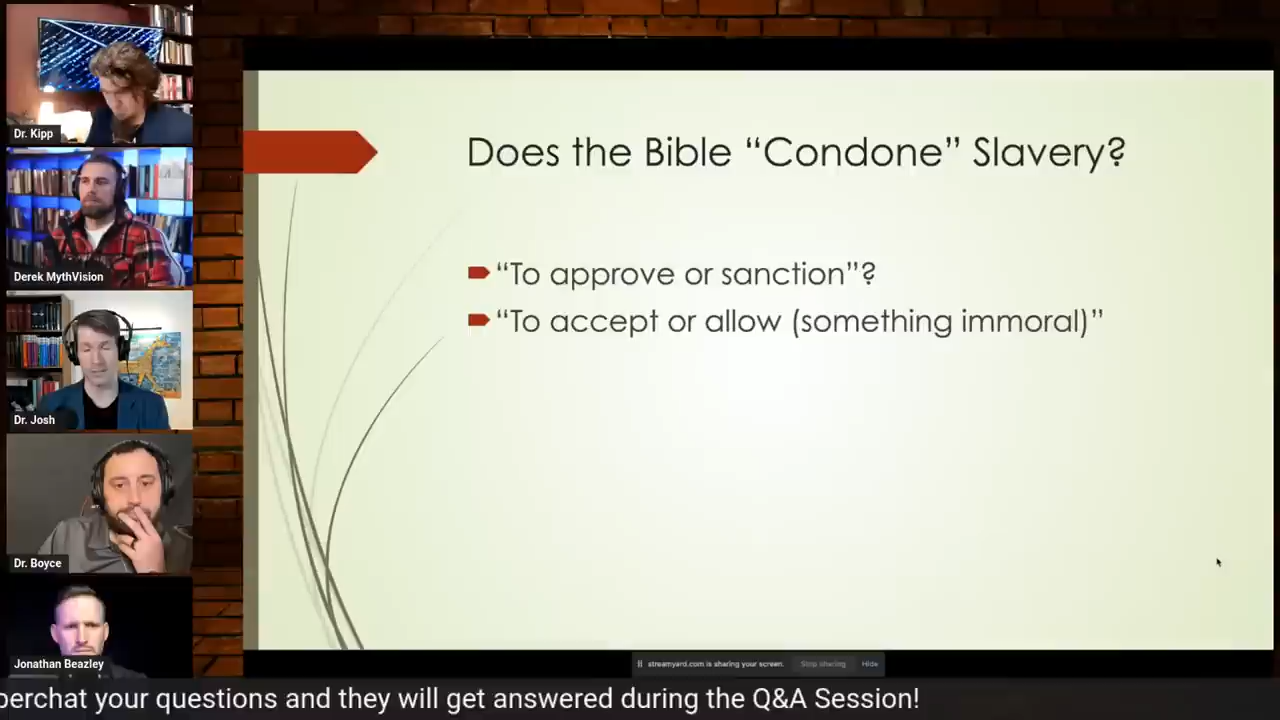 Dr. Kipp
Derek MythVision
Dr. Josh
Dr. Boyce
Jonathan Beazley
Does the Bible “Condone” Slavery?
“To approve or sanction”?
“To accept or allow (something immoral)”
streamyard.com is sharing your screen.
Stop sharing
Hide
perchat your questions and they will get answered during the Q&A Session!